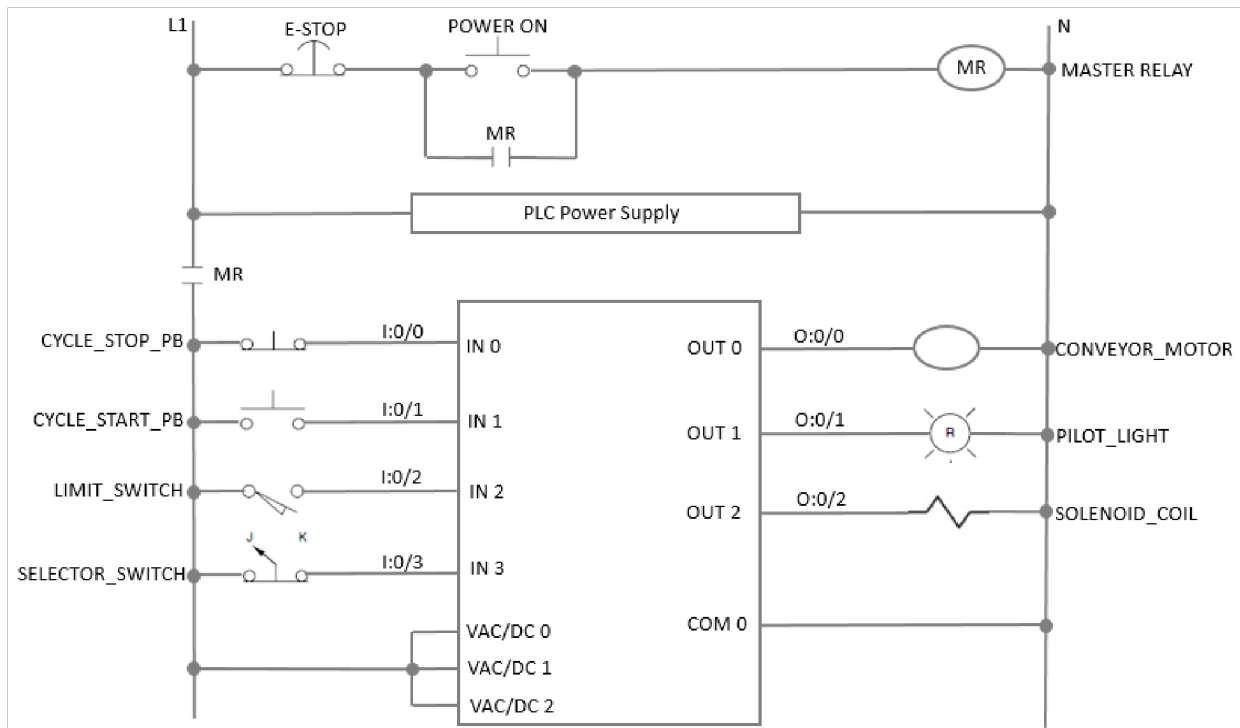 L1
E-STOP
POWER ON
N
MR
MASTER RELAY
MR
PLC Power Supply
MR
CYCLE_STOP_PB
I:0/0
IN 0
OUT 0
O:0/0
CONVEYOR_MOTOR
CYCLE_START_PB
I:0/1
IN 1
OUT 1
O:0/1
R
PILOT_LIGHT
LIMIT_SWITCH
I:0/2
IN 2
OUT 2
O:0/2
SOLENOID_COIL
J K
SELECTOR_SWITCH
I:0/3
IN 3
VAC/DC 0
COM 0
VAC/DC 1
VAC/DC 2